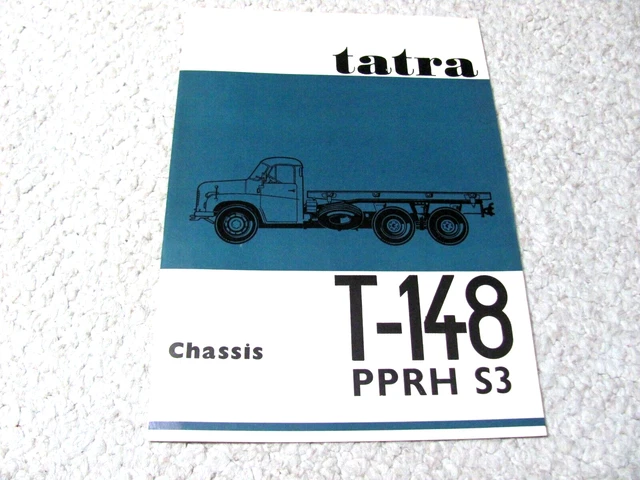 tatra
T-148
Chassis
PPRH S3